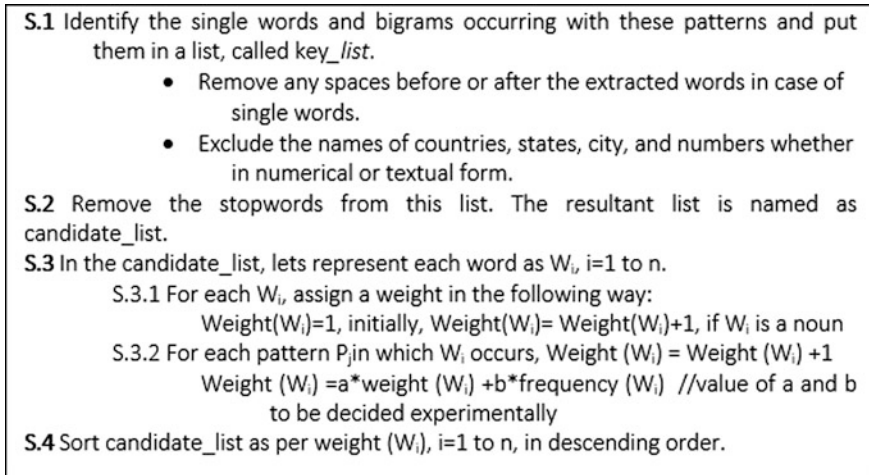 S.1 Identify the single words and bigrams occurring with these patterns and put
them in a list, called key_list.
• Remove any spaces before or after the extracted words in case of
single words.
• Exclude the names of countries, states, city, and numbers whether
in numerical or textual form.
S.2 Remove the stopwords from this list. The resultant list is named as
candidate_list.
S.3 In the candidate_list, lets represent each word as Wᵢ, i=1 to n.
S.3.1 For each Wᵢ, assign a weight in the following way:
Weight(Wᵢ)=1, initially, Weight(Wᵢ)= Weight(Wᵢ)+1, if Wᵢ is a noun
S.3.2 For each pattern Pⱼin which Wᵢ occurs, Weight (Wᵢ) = Weight (Wᵢ) +1
Weight (Wᵢ) =a*weight (Wᵢ) +b*frequency (Wᵢ) //value of a and b
to be decided experimentally
S.4 Sort candidate_list as per weight (Wᵢ), i=1 to n, in descending order.